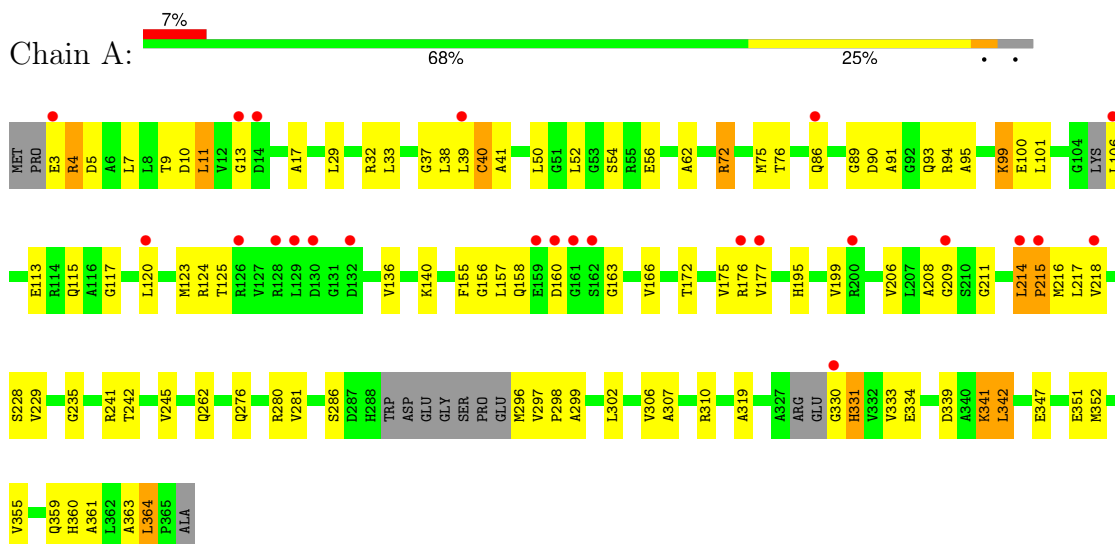 7%
Chain A:
68% 25% • •
MET PRO E3 R4 D5 A6 L7 L8 T9 D10 L11 V12 G13 D14 A17 L29 R32 L33 G37 L38 L39 C40 A41 L50 G51 L52 G53 S54 R55 E56 A62 R72 M75 T76 Q86 G89 D90 A91 G92 Q93 R94 A95 K99 E100 L101 G104 LYS L106
E113 R114 Q115 A116 G117 L120 M123 R124 T125 R126 V127 R128 L129 D130 G131 D132 V136 K140 F155 G156 L157 Q158 E159 D160 G161 S162 G163 V166 T172 V175 R176 V177 H195 V199 R200 V206 L207 A208 G209 S210 G211 L214 P215 M216 L217 V218
S228 V229 G235 R241 T242 V245 Q262 Q276 R280 V281 S286 D287 H288 TRP ASP GLU GLY SER PRO GLU M296 V297 P298 A299 L302 V306 A307 R310 A319 A327 ARG GLU G330 H331 V332 V333 E334 D339 A340 K341 L342 E347 E351 M352
V355 Q359 H360 A361 L362 A363 L364 P365 ALA